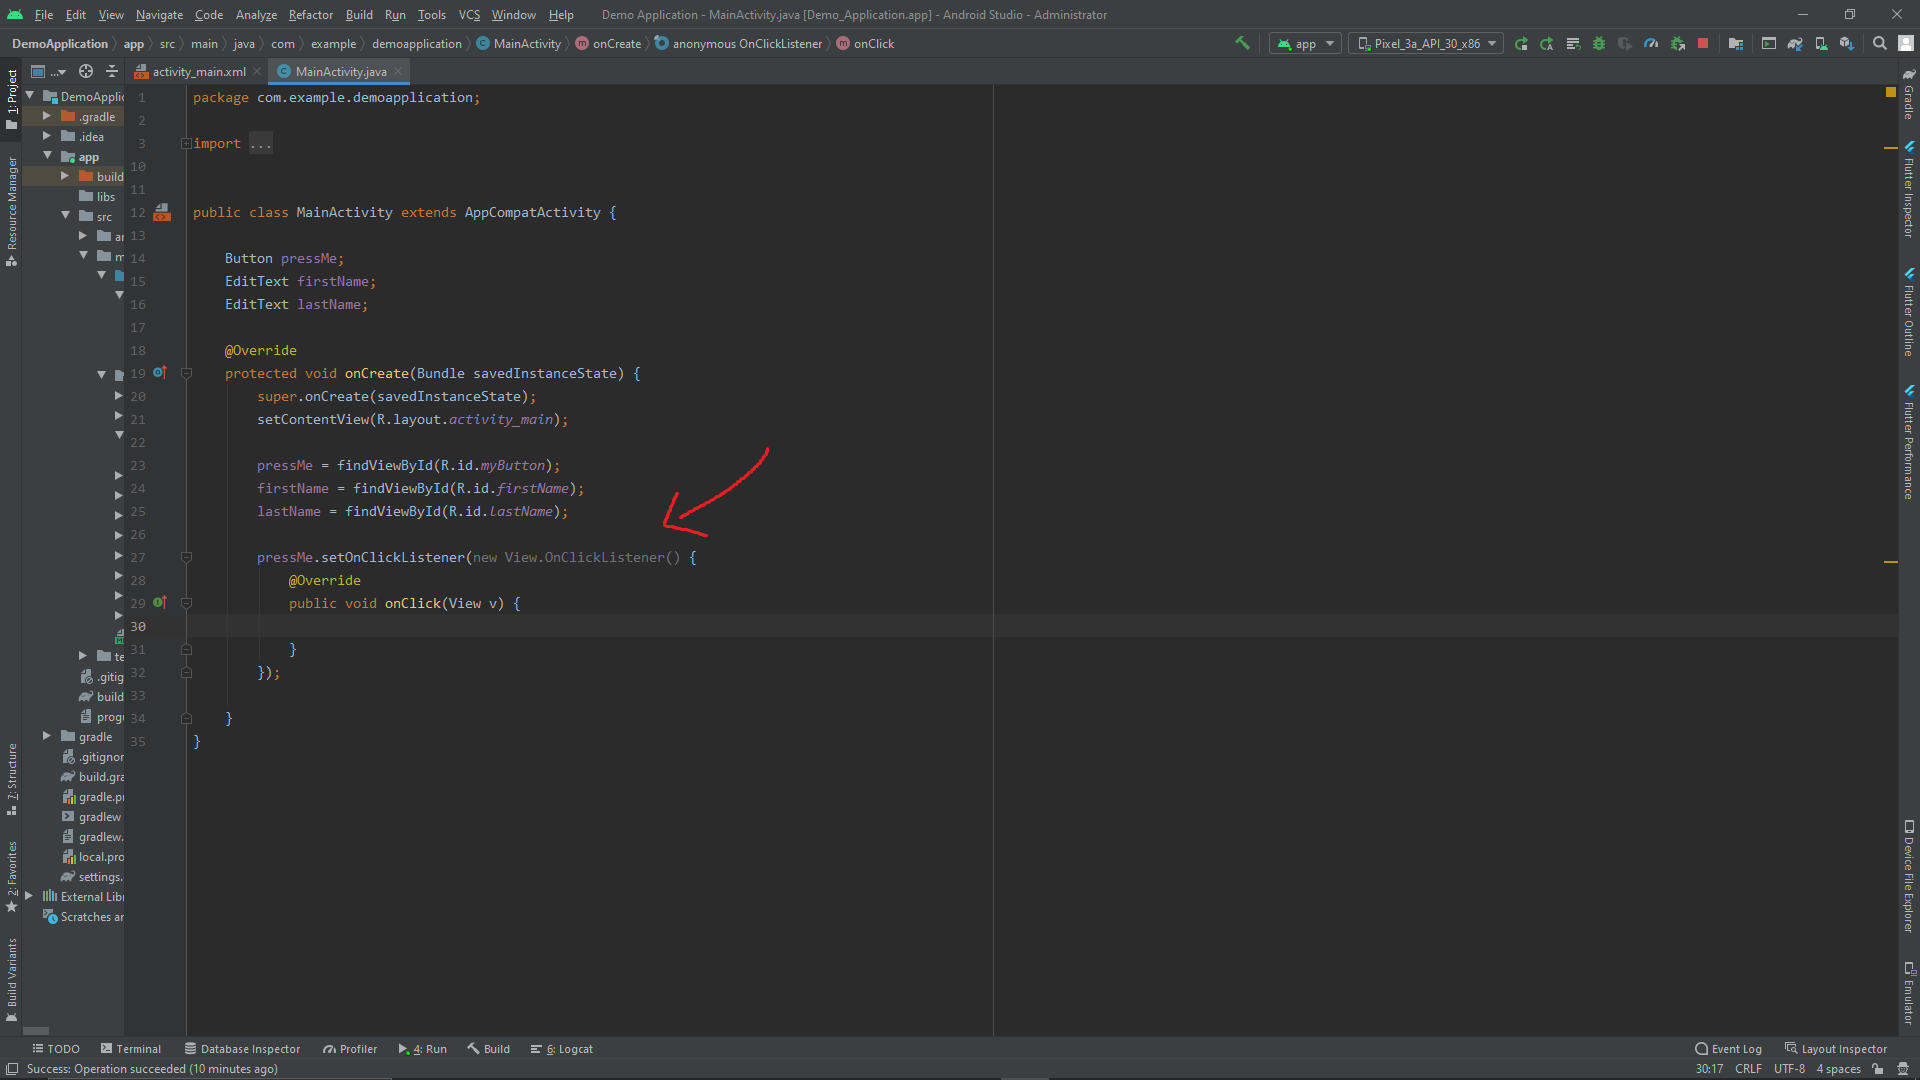 File Edit View Navigate Code Analyze Refactor Build Run Tools VCS Window Help Demo Application - MainActivity.java [Demo_Application.app] - Android Studio - Administrator
DemoApplication app src main java com example demoapplication MainActivity onCreate anonymous OnClickListener onClick app Pixel_3a_API_30_x86
... activity_main.xml MainActivity.java
1: Project
Resource Manager
7: Structure
2: Favorites
Build Variants
DemoApplic
.gradle
.idea
app
build
libs
src
ar
m
te
.gitig
build
progu
gradle
.gitignor
build.gra
gradle.pr
gradlew
gradlew.
local.pro
settings.
External Libr
Scratches ar
1 package com.example.demoapplication;
2
3 import ...
10
11
12 public class MainActivity extends AppCompatActivity {
13
14 Button pressMe;
15 EditText firstName;
16 EditText lastName;
17
18 @Override
19 protected void onCreate(Bundle savedInstanceState) {
20 super.onCreate(savedInstanceState);
21 setContentView(R.layout.activity_main);
22
23 pressMe = findViewById(R.id.myButton);
24 firstName = findViewById(R.id.firstName);
25 lastName = findViewById(R.id.lastName);
26
27 pressMe.setOnClickListener(new View.OnClickListener() {
28 @Override
29 public void onClick(View v) {
30
31 }
32 });
33
34 }
35 }
Gradle
Flutter Inspector
Flutter Outline
Flutter Performance
Device File Explorer
Emulator
TODO Terminal Database Inspector Profiler 4: Run Build 6: Logcat Event Log Layout Inspector
Success: Operation succeeded (10 minutes ago) 30:17 CRLF UTF-8 4 spaces